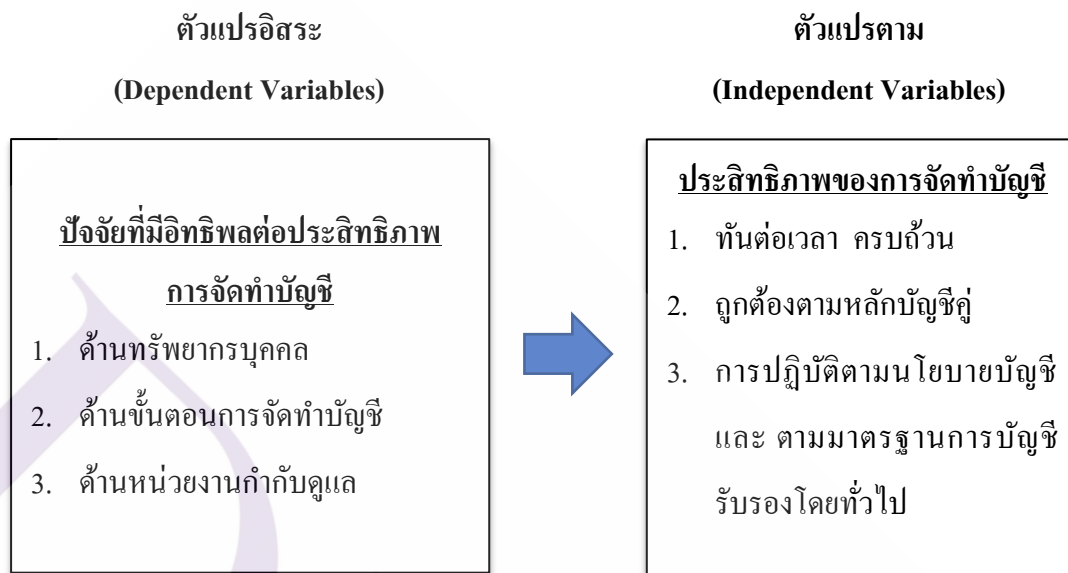 ตัวแปรอิสระ
(Dependent Variables)
ปัจจัยที่มีอิทธิพลต่อประสิทธิภาพ
การจัดทำบัญชี
1. ด้านทรัพยากรบุคคล
2. ด้านขั้นตอนการจัดทำบัญชี
3. ด้านหน่วยงานกำกับดูแล
ตัวแปรตาม
(Independent Variables)
ประสิทธิภาพของการจัดทำบัญชี
1. ทันต่อเวลา ครบถ้วน
2. ถูกต้องตามหลักบัญชีคู่
3. การปฏิบัติตามนโยบายบัญชี
และ ตามมาตรฐานการบัญชี
รับรองโดยทั่วไป